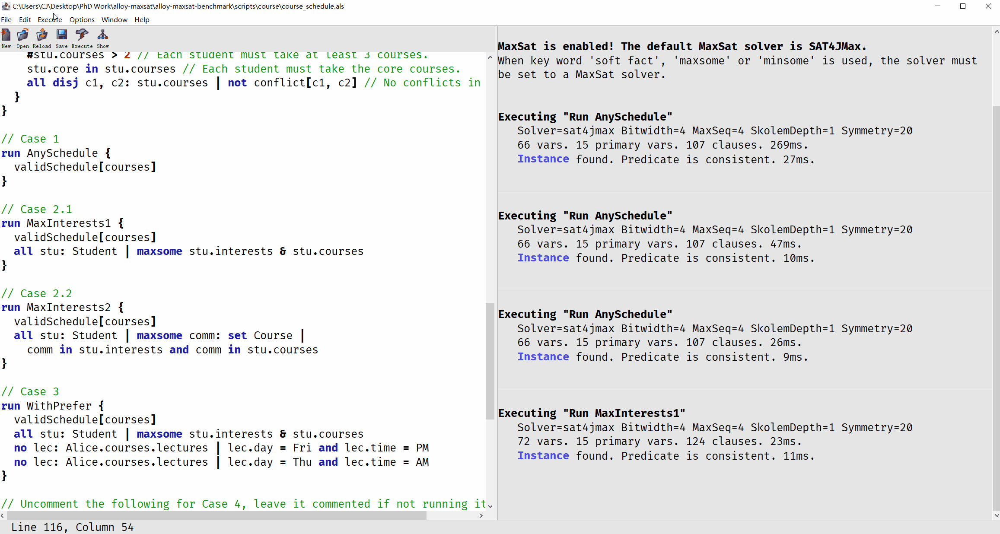 C:\Users\CJ\Desktop\PhD Work\alloy-maxsat\alloy-maxsat-benchmark\scripts\course\course_schedule.als
File Edit Execute Options Window Help
New Open Reload Save Execute Show
#stu.courses > 2 // Each student must take at least 3 courses.
stu.core in stu.courses // Each student must take the core courses.
all disj c1, c2: stu.courses | not conflict[c1, c2] // No conflicts in
}
}
// Case 1
run AnySchedule {
validSchedule[courses]
}
// Case 2.1
run MaxInterests1 {
validSchedule[courses]
all stu: Student | maxsome stu.interests & stu.courses
}
// Case 2.2
run MaxInterests2 {
validSchedule[courses]
all stu: Student | maxsome comm: set Course |
comm in stu.interests and comm in stu.courses
}
// Case 3
run WithPrefer {
validSchedule[courses]
all stu: Student | maxsome stu.interests & stu.courses
no lec: Alice.courses.lectures | lec.day = Fri and lec.time = PM
no lec: Alice.courses.lectures | lec.day = Thu and lec.time = AM
}
// Uncomment the following for Case 4, leave it commented if not running it
Line 116, Column 54
MaxSat is enabled! The default MaxSat solver is SAT4JMax.
When key word 'soft fact', 'maxsome' or 'minsome' is used, the solver must
be set to a MaxSat solver.
Executing "Run AnySchedule"
Solver=sat4jmax Bitwidth=4 MaxSeq=4 SkolemDepth=1 Symmetry=20
66 vars. 15 primary vars. 107 clauses. 269ms.
Instance found. Predicate is consistent. 27ms.
Executing "Run AnySchedule"
Solver=sat4jmax Bitwidth=4 MaxSeq=4 SkolemDepth=1 Symmetry=20
66 vars. 15 primary vars. 107 clauses. 47ms.
Instance found. Predicate is consistent. 10ms.
Executing "Run AnySchedule"
Solver=sat4jmax Bitwidth=4 MaxSeq=4 SkolemDepth=1 Symmetry=20
66 vars. 15 primary vars. 107 clauses. 26ms.
Instance found. Predicate is consistent. 9ms.
Executing "Run MaxInterests1"
Solver=sat4jmax Bitwidth=4 MaxSeq=4 SkolemDepth=1 Symmetry=20
72 vars. 15 primary vars. 124 clauses. 23ms.
Instance found. Predicate is consistent. 11ms.